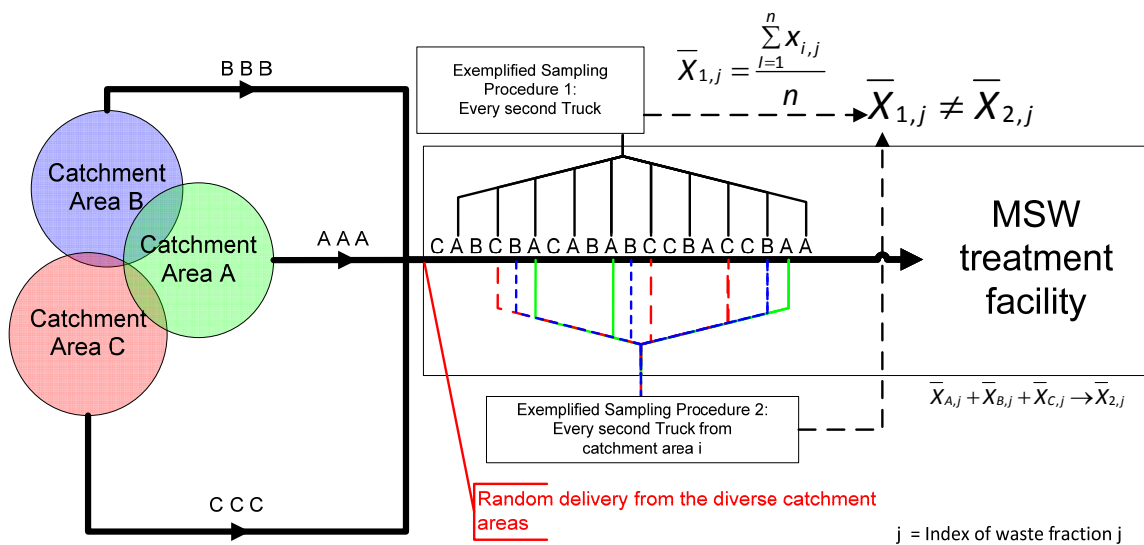 B B B
Exemplified Sampling
Procedure 1:
Every second Truck
X̅₁,ⱼ = ∑ⁿ_{I=1} x_{i,j} / n
X̅₁,ⱼ ≠ X̅₂,ⱼ
Catchment
Area B
Catchment
Area A
Catchment
Area C
A A A
C A B C B A C A B A B C C B A C C B A A
MSW
treatment
facility
X̅_{A,j} + X̅_{B,j} + X̅_{C,j} → X̅_{2,j}
Exemplified Sampling Procedure 2:
Every second Truck from
catchment area i
Random delivery from the diverse catchment
areas
C C C
j = Index of waste fraction j